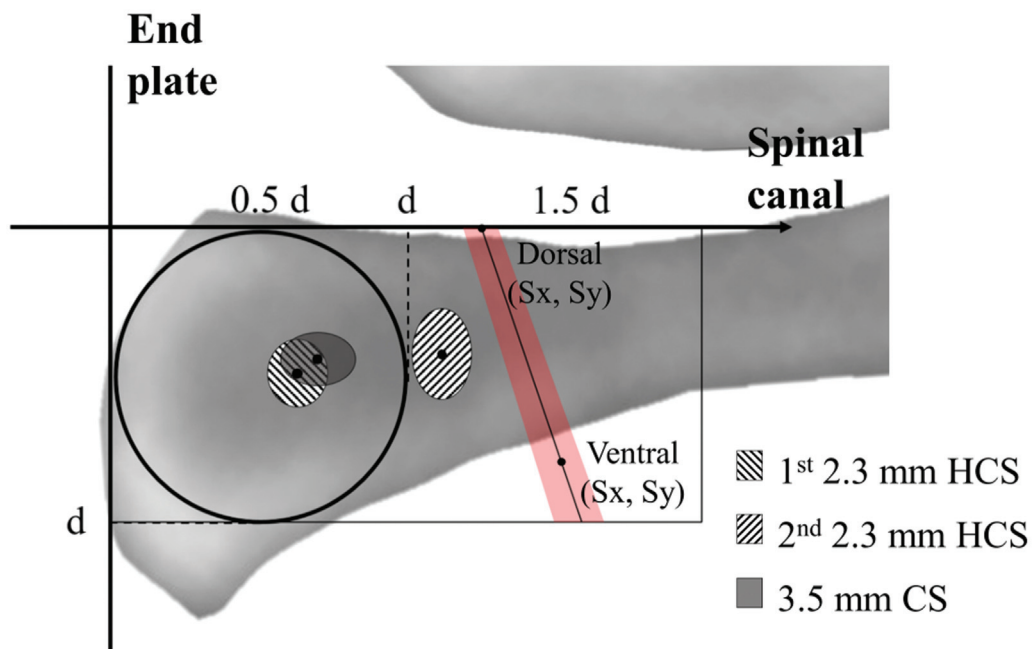 End
plate
Spinal
canal
0.5 d
d
1.5 d
Dorsal
(Sx, Sy)
Ventral
(Sx, Sy)
d
1st 2.3 mm HCS
2nd 2.3 mm HCS
3.5 mm CS